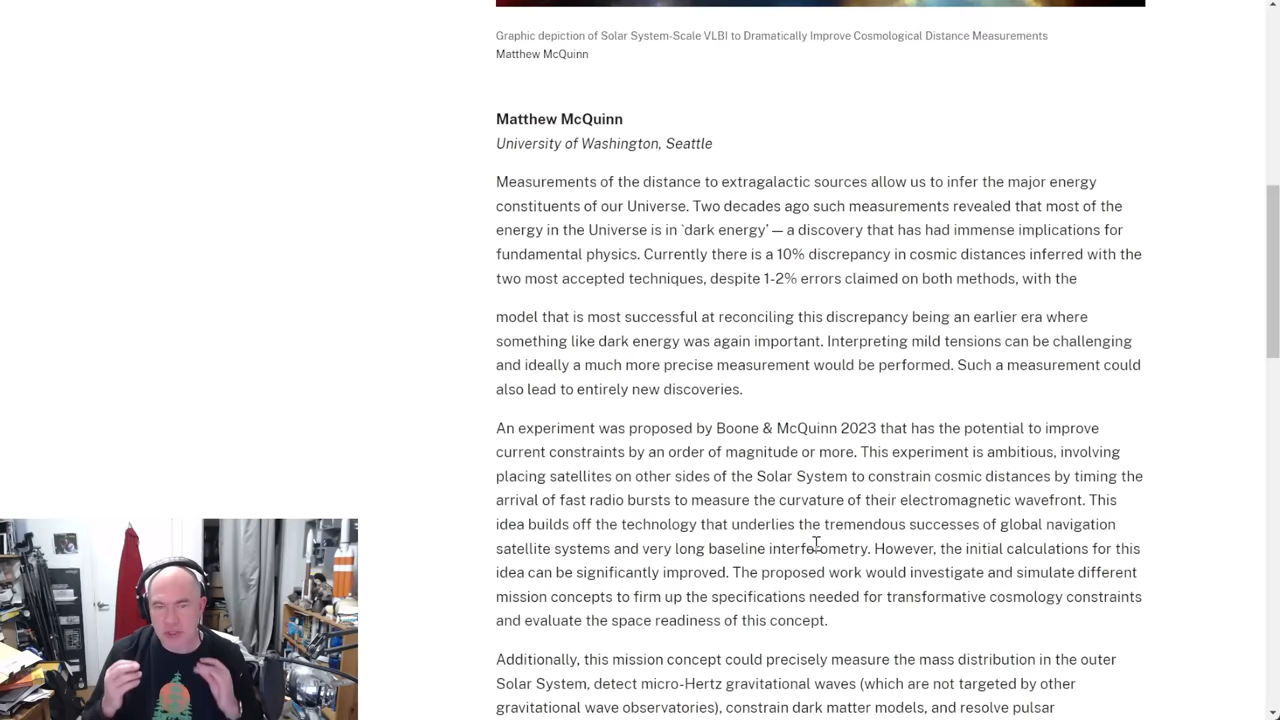 Graphic depiction of Solar System-Scale VLBI to Dramatically Improve Cosmological Distance Measurements
Matthew McQuinn
Matthew McQuinn
University of Washington, Seattle
Measurements of the distance to extragalactic sources allow us to infer the major energy
constituents of our Universe. Two decades ago such measurements revealed that most of the
energy in the Universe is in `dark energy’ — a discovery that has had immense implications for
fundamental physics. Currently there is a 10% discrepancy in cosmic distances inferred with the
two most accepted techniques, despite 1-2% errors claimed on both methods, with the
model that is most successful at reconciling this discrepancy being an earlier era where
something like dark energy was again important. Interpreting mild tensions can be challenging
and ideally a much more precise measurement would be performed. Such a measurement could
also lead to entirely new discoveries.
An experiment was proposed by Boone & McQuinn 2023 that has the potential to improve
current constraints by an order of magnitude or more. This experiment is ambitious, involving
placing satellites on other sides of the Solar System to constrain cosmic distances by timing the
arrival of fast radio bursts to measure the curvature of their electromagnetic wavefront. This
idea builds off the technology that underlies the tremendous successes of global navigation
satellite systems and very long baseline interferometry. However, the initial calculations for this
idea can be significantly improved. The proposed work would investigate and simulate different
mission concepts to firm up the specifications needed for transformative cosmology constraints
and evaluate the space readiness of this concept.
Additionally, this mission concept could precisely measure the mass distribution in the outer
Solar System, detect micro-Hertz gravitational waves (which are not targeted by other
gravitational wave observatories), constrain dark matter models, and resolve pulsar